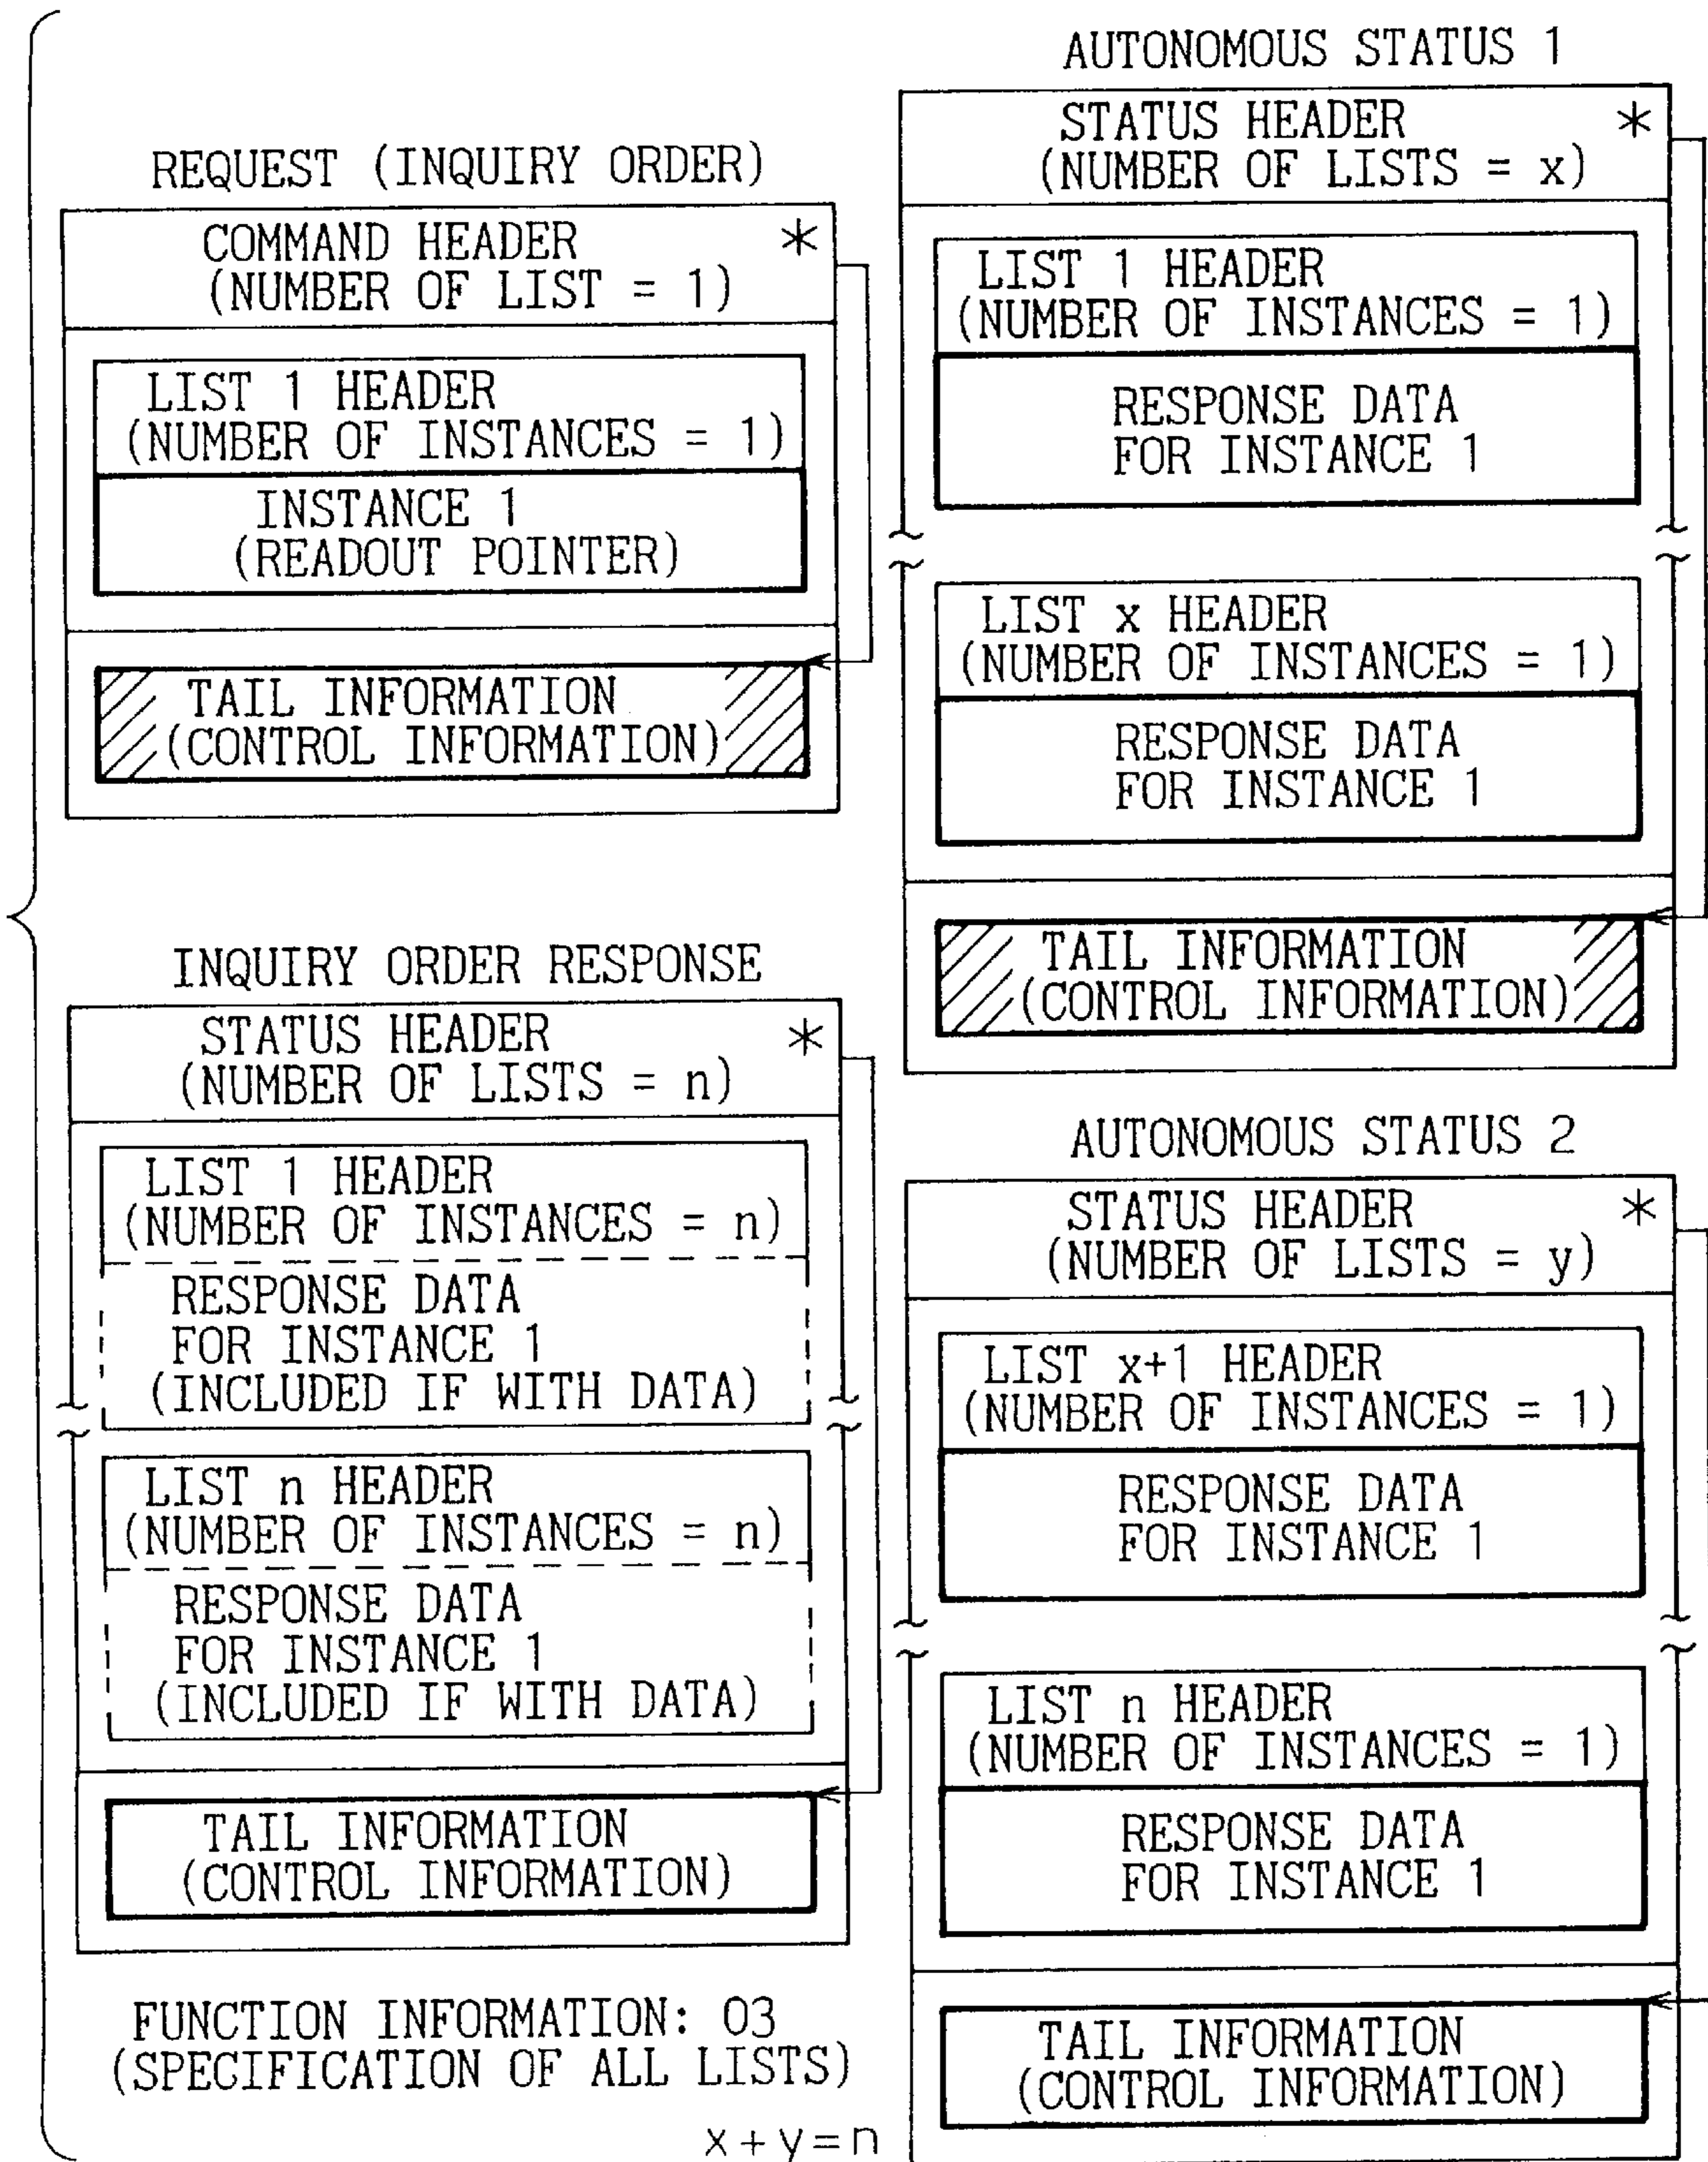 REQUEST (INQUIRY ORDER)
COMMAND HEADER *
(NUMBER OF LIST = 1)
LIST 1 HEADER
(NUMBER OF INSTANCES = 1)
INSTANCE 1
(READOUT POINTER)
TAIL INFORMATION
(CONTROL INFORMATION)
INQUIRY ORDER RESPONSE
STATUS HEADER *
(NUMBER OF LISTS = n)
LIST 1 HEADER
(NUMBER OF INSTANCES = n)
RESPONSE DATA
FOR INSTANCE 1
(INCLUDED IF WITH DATA)
LIST n HEADER
(NUMBER OF INSTANCES = n)
RESPONSE DATA
FOR INSTANCE 1
(INCLUDED IF WITH DATA)
TAIL INFORMATION
(CONTROL INFORMATION)
FUNCTION INFORMATION: 03
(SPECIFICATION OF ALL LISTS)
x+y=n
AUTONOMOUS STATUS 1
STATUS HEADER *
(NUMBER OF LISTS = x)
LIST 1 HEADER
(NUMBER OF INSTANCES = 1)
RESPONSE DATA
FOR INSTANCE 1
LIST x HEADER
(NUMBER OF INSTANCES = 1)
RESPONSE DATA
FOR INSTANCE 1
TAIL INFORMATION
(CONTROL INFORMATION)
AUTONOMOUS STATUS 2
STATUS HEADER *
(NUMBER OF LISTS = y)
LIST x+1 HEADER
(NUMBER OF INSTANCES = 1)
RESPONSE DATA
FOR INSTANCE 1
LIST n HEADER
(NUMBER OF INSTANCES = 1)
RESPONSE DATA
FOR INSTANCE 1
TAIL INFORMATION
(CONTROL INFORMATION)